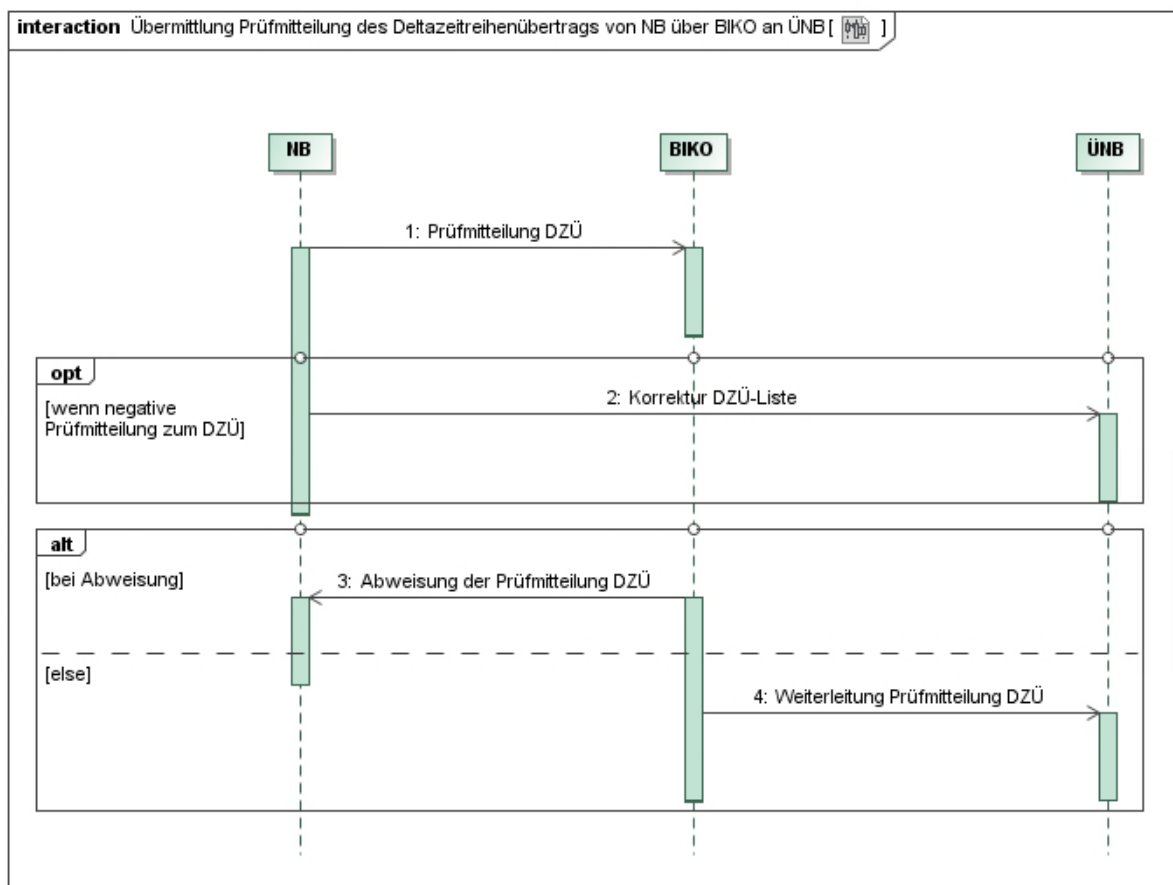 interaction Übermittlung Prüfmitteilung des Deltazeitreihenübertrags von NB über BIKO an ÜNB [ ]
NB
BIKO
ÜNB
1: Prüfmitteilung DZÜ
opt
[wenn negative
Prüfmitteilung zum DZÜ]
2: Korrektur DZÜ-Liste
alt
[bei Abweisung]
3: Abweisung der Prüfmitteilung DZÜ
[else]
4: Weiterleitung Prüfmitteilung DZÜ